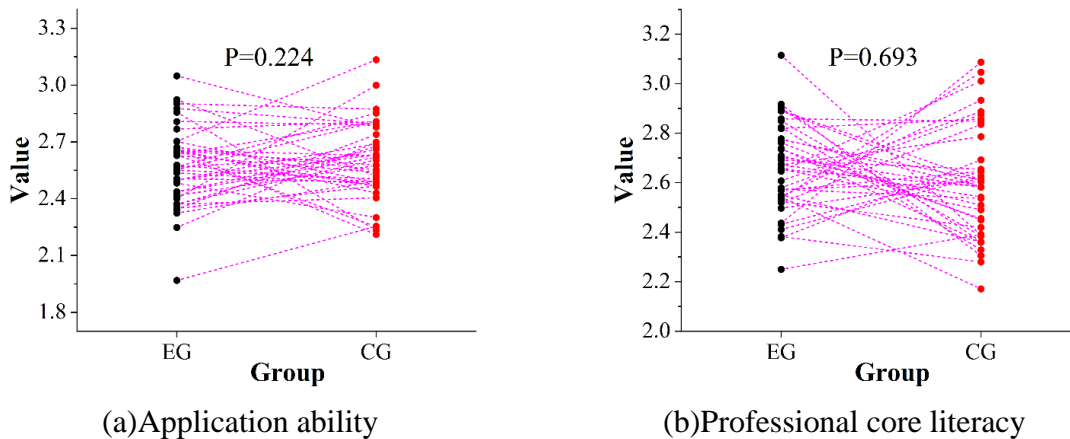 3.3
3.0
2.7
2.4
2.1
1.8
Value
P=0.224
EG
CG
Group
(a)Application ability
3.2
3.0
2.8
2.6
2.4
2.2
2.0
Value
P=0.693
EG
CG
Group
(b)Professional core literacy